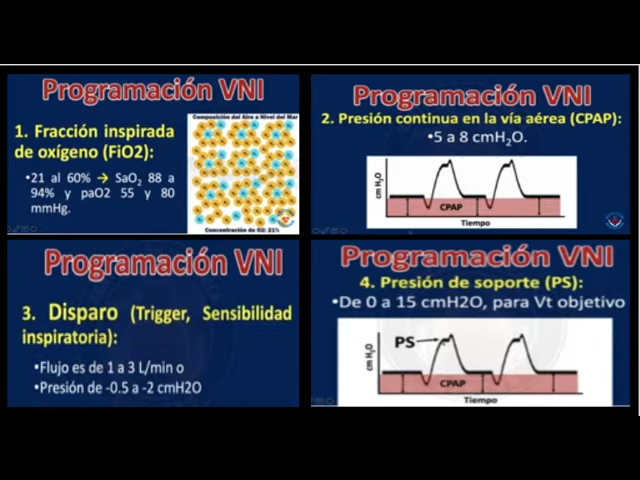 Programación VNI
1. Fracción inspirada
de oxígeno (FiO2):
•21 al 60% → SaO2 88 a
94% y paO2 55 y 80
mmHg.
Composición del Aire a Nivel del Mar
Concentración de O2: 21%
Programación VNI
2. Presión continua en la vía aérea (CPAP):
•5 a 8 cmH2O.
cm H2O
CPAP
Tiempo
Programación VNI
3. Disparo (Trigger, Sensibilidad
inspiratoria):
•Flujo es de 1 a 3 L/min o
•Presión de -0.5 a -2 cmH2O
Programación VNI
4. Presión de soporte (PS):
•De 0 a 15 cmH2O, para Vt objetivo
PS
cm H2O
CPAP
Tiempo